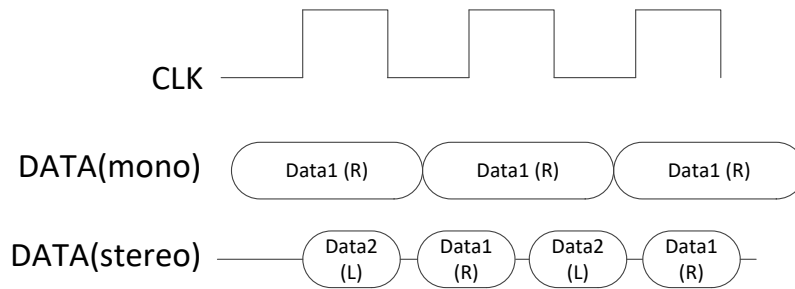 CLK
DATA(mono)
Data1 (R)
Data1 (R)
Data1 (R)
DATA(stereo)
Data2
(L)
Data1
(R)
Data2
(L)
Data1
(R)